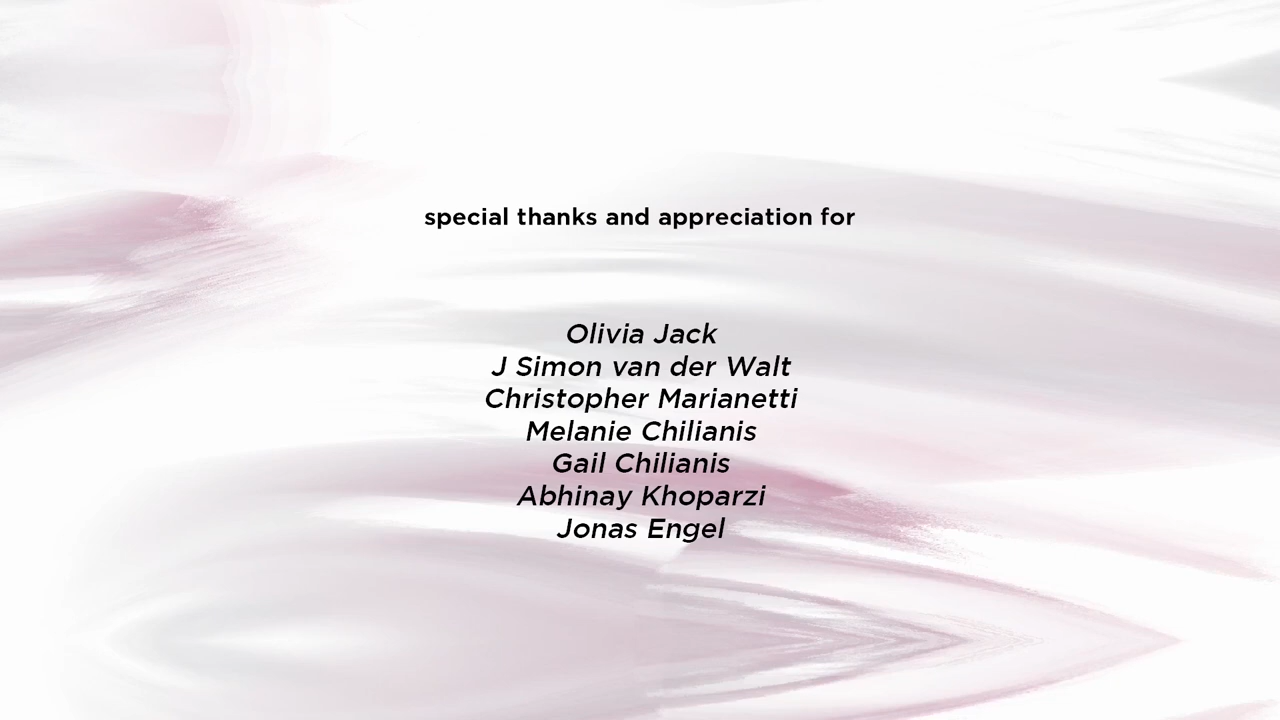 special thanks and appreciation for
Olivia Jack
J Simon van der Walt
Christopher Marianetti
Melanie Chilianis
Gail Chilianis
Abhinay Khoparzi
Jonas Engel